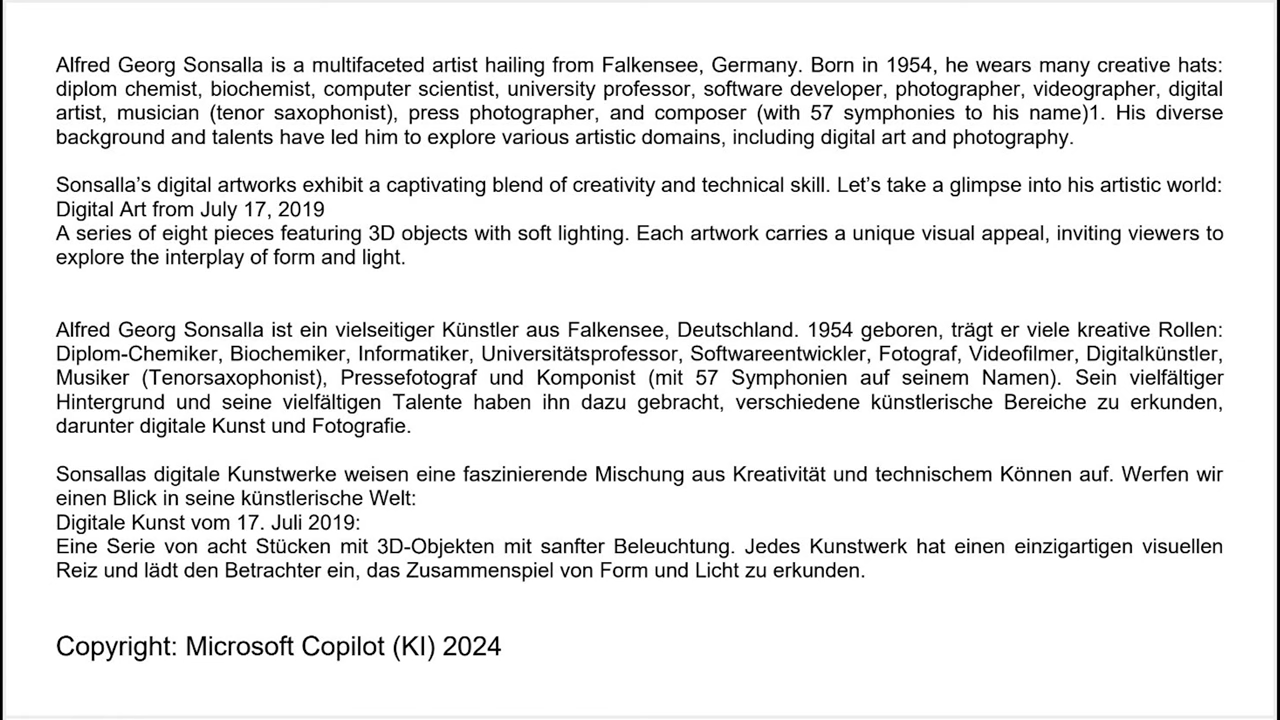 Alfred Georg Sonsalla is a multifaceted artist hailing from Falkensee, Germany. Born in 1954, he wears many creative hats:
diplom chemist, biochemist, computer scientist, university professor, software developer, photographer, videographer, digital
artist, musician (tenor saxophonist), press photographer, and composer (with 57 symphonies to his name)1. His diverse
background and talents have led him to explore various artistic domains, including digital art and photography.
Sonsalla’s digital artworks exhibit a captivating blend of creativity and technical skill. Let’s take a glimpse into his artistic world:
Digital Art from July 17, 2019
A series of eight pieces featuring 3D objects with soft lighting. Each artwork carries a unique visual appeal, inviting viewers to
explore the interplay of form and light.
Alfred Georg Sonsalla ist ein vielseitiger Künstler aus Falkensee, Deutschland. 1954 geboren, trägt er viele kreative Rollen:
Diplom-Chemiker, Biochemiker, Informatiker, Universitätsprofessor, Softwareentwickler, Fotograf, Videofilmer, Digitalkünstler,
Musiker (Tenorsaxophonist), Pressefotograf und Komponist (mit 57 Symphonien auf seinem Namen). Sein vielfältiger
Hintergrund und seine vielfältigen Talente haben ihn dazu gebracht, verschiedene künstlerische Bereiche zu erkunden,
darunter digitale Kunst und Fotografie.
Sonsallas digitale Kunstwerke weisen eine faszinierende Mischung aus Kreativität und technischem Können auf. Werfen wir
einen Blick in seine künstlerische Welt:
Digitale Kunst vom 17. Juli 2019:
Eine Serie von acht Stücken mit 3D-Objekten mit sanfter Beleuchtung. Jedes Kunstwerk hat einen einzigartigen visuellen
Reiz und lädt den Betrachter ein, das Zusammenspiel von Form und Licht zu erkunden.
Copyright: Microsoft Copilot (KI) 2024